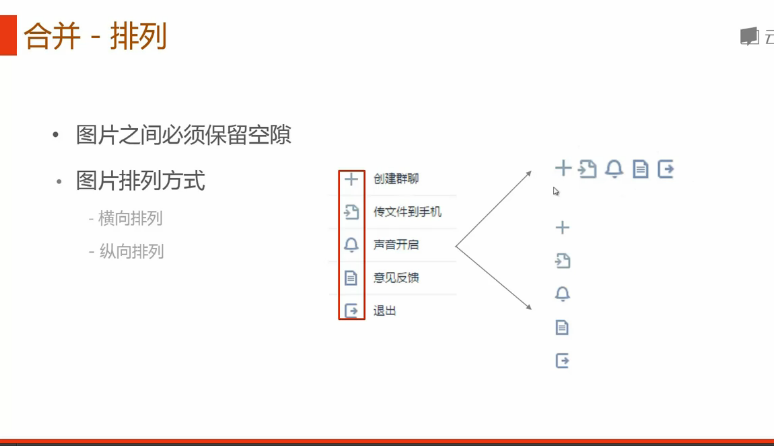 合并 - 排列
云
• 图片之间必须保留空隙
• 图片排列方式
- 横向排列
- 纵向排列
创建群聊
传文件到手机
声音开启
意见反馈
退出